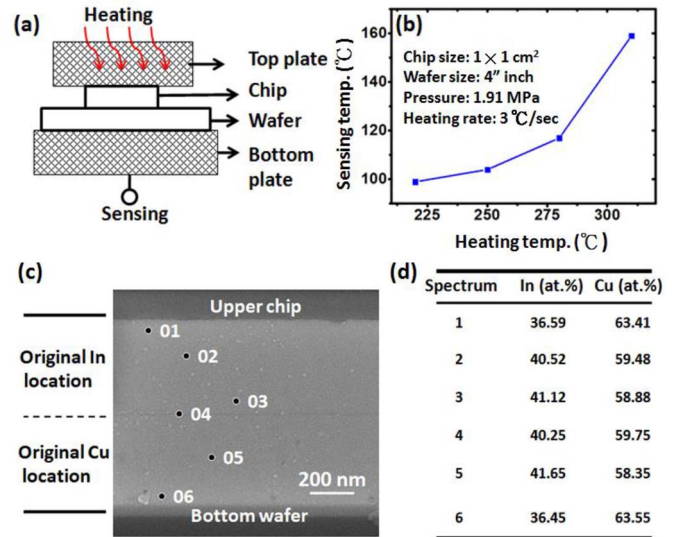 (a)
Heating
Top plate
Chip
Wafer
Bottom
plate
Sensing
(b)
Sensing temp. (℃)
160
140
120
100
Chip size: 1 × 1 cm²
Wafer size: 4” inch
Pressure: 1.91 MPa
Heating rate: 3 ℃/sec
225
250
275
300
Heating temp. (℃)
(c)
Original In
location
Original Cu
location
Upper chip
01
02
03
04
05
06
200 nm
Bottom wafer
(d)
Spectrum In (at.%) Cu (at.%)
1 36.59 63.41
2 40.52 59.48
3 41.12 58.88
4 40.25 59.75
5 41.65 58.35
6 36.45 63.55